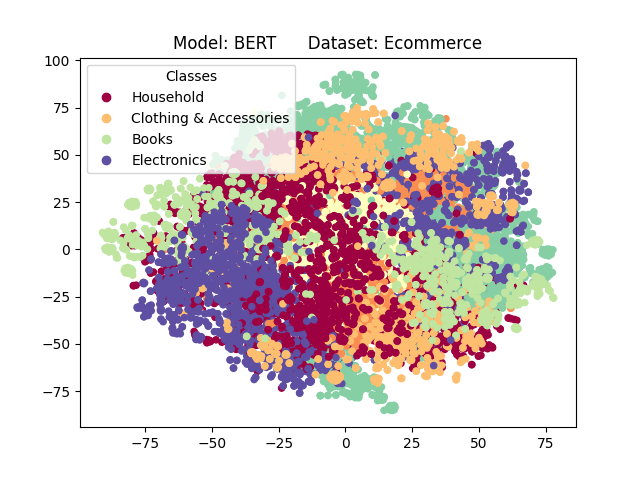 Model: BERT      Dataset: Ecommerce
100
75
50
25
0
−25
−50
−75
Classes
Household
Clothing & Accessories
Books
Electronics
−75 −50 −25 0 25 50 75